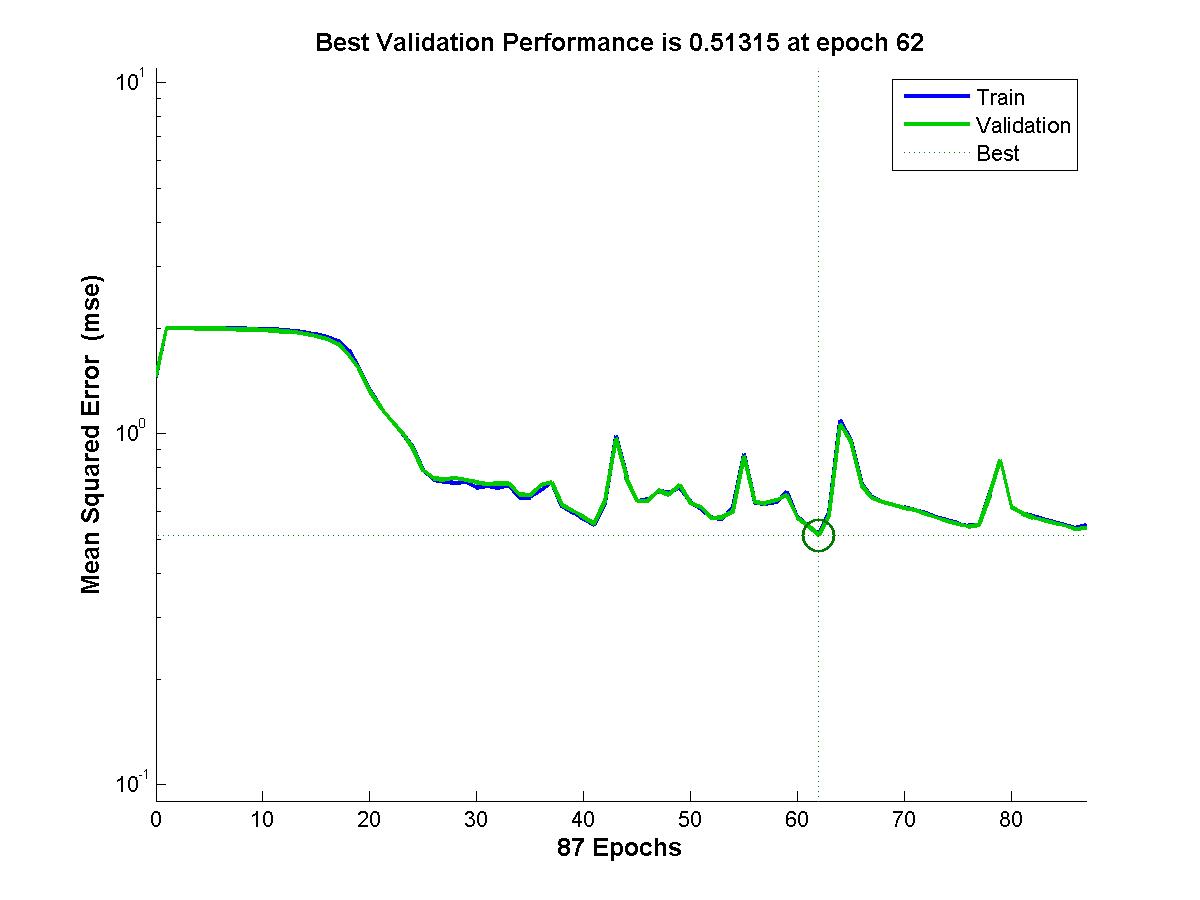 Best Validation Performance is 0.51315 at epoch 62
10^1
Train
Validation
Best
Mean Squared Error (mse)
10^0
10^-1
0 10 20 30 40 50 60 70 80
87 Epochs